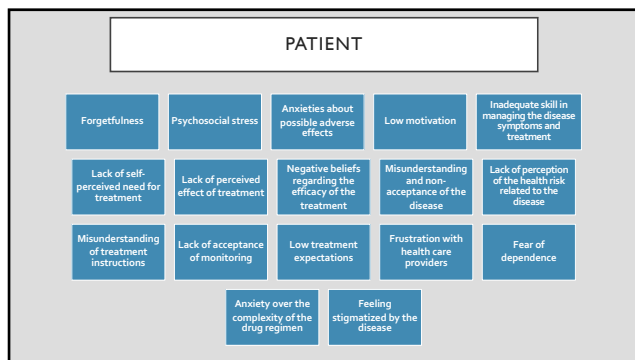 PATIENT
Forgetfulness
Psychosocial stress
Anxieties about
possible adverse
effects
Low motivation
Inadequate skill in
managing the disease
symptoms and
treatment
Lack of self-
perceived need for
treatment
Lack of perceived
effect of treatment
Negative beliefs
regarding the
efficacy of the
treatment
Misunderstanding
and non-
acceptance of the
disease
Lack of perception
of the health risk
related to the
disease
Misunderstanding
of treatment
instructions
Lack of acceptance
of monitoring
Low treatment
expectations
Frustration with
health care
providers
Fear of
dependence
Anxiety over the
complexity of the
drug regimen
Feeling
stigmatized by the
disease